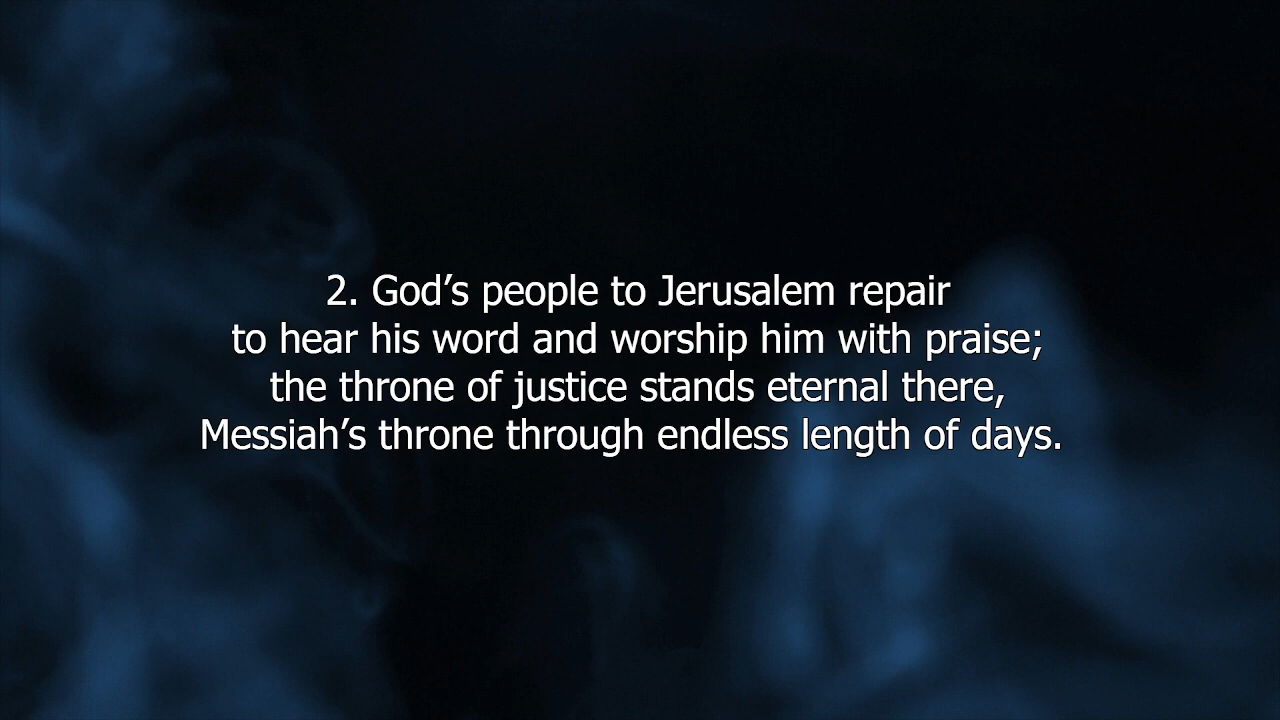 2. God’s people to Jerusalem repair
to hear his word and worship him with praise;
the throne of justice stands eternal there,
Messiah’s throne through endless length of days.